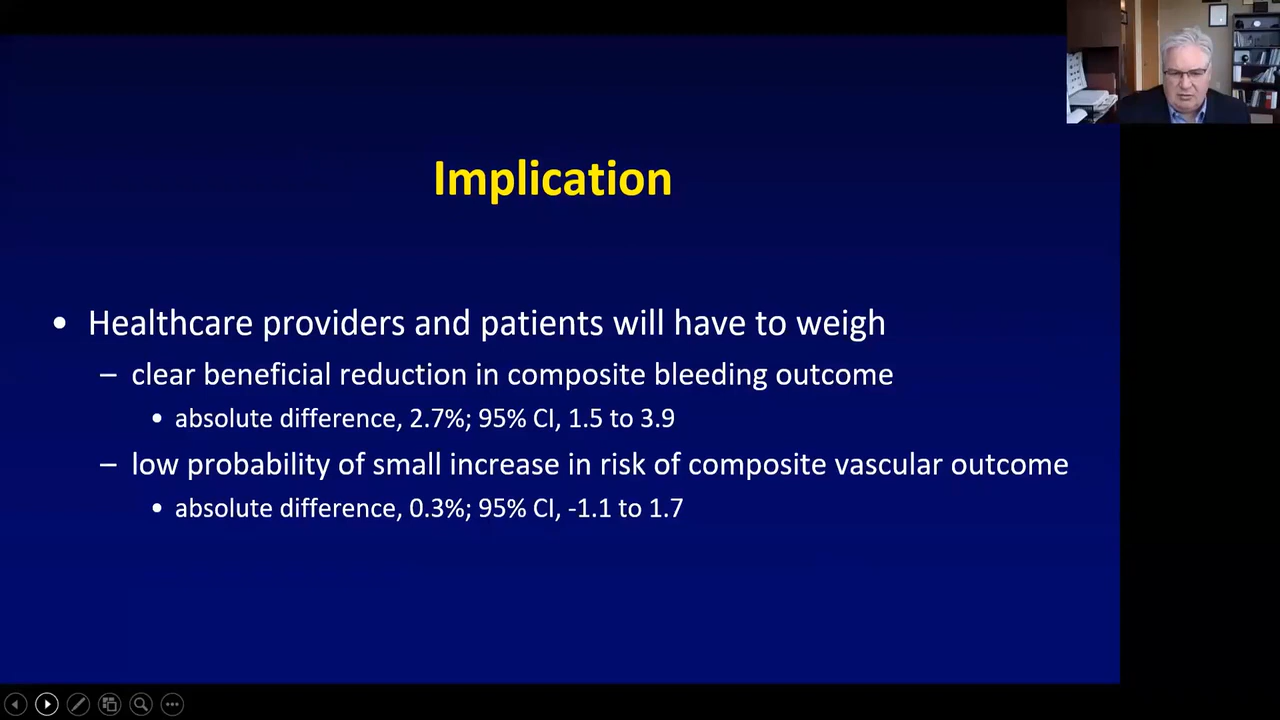 Implication
• Healthcare providers and patients will have to weigh
– clear beneficial reduction in composite bleeding outcome
• absolute difference, 2.7%; 95% CI, 1.5 to 3.9
– low probability of small increase in risk of composite vascular outcome
• absolute difference, 0.3%; 95% CI, -1.1 to 1.7